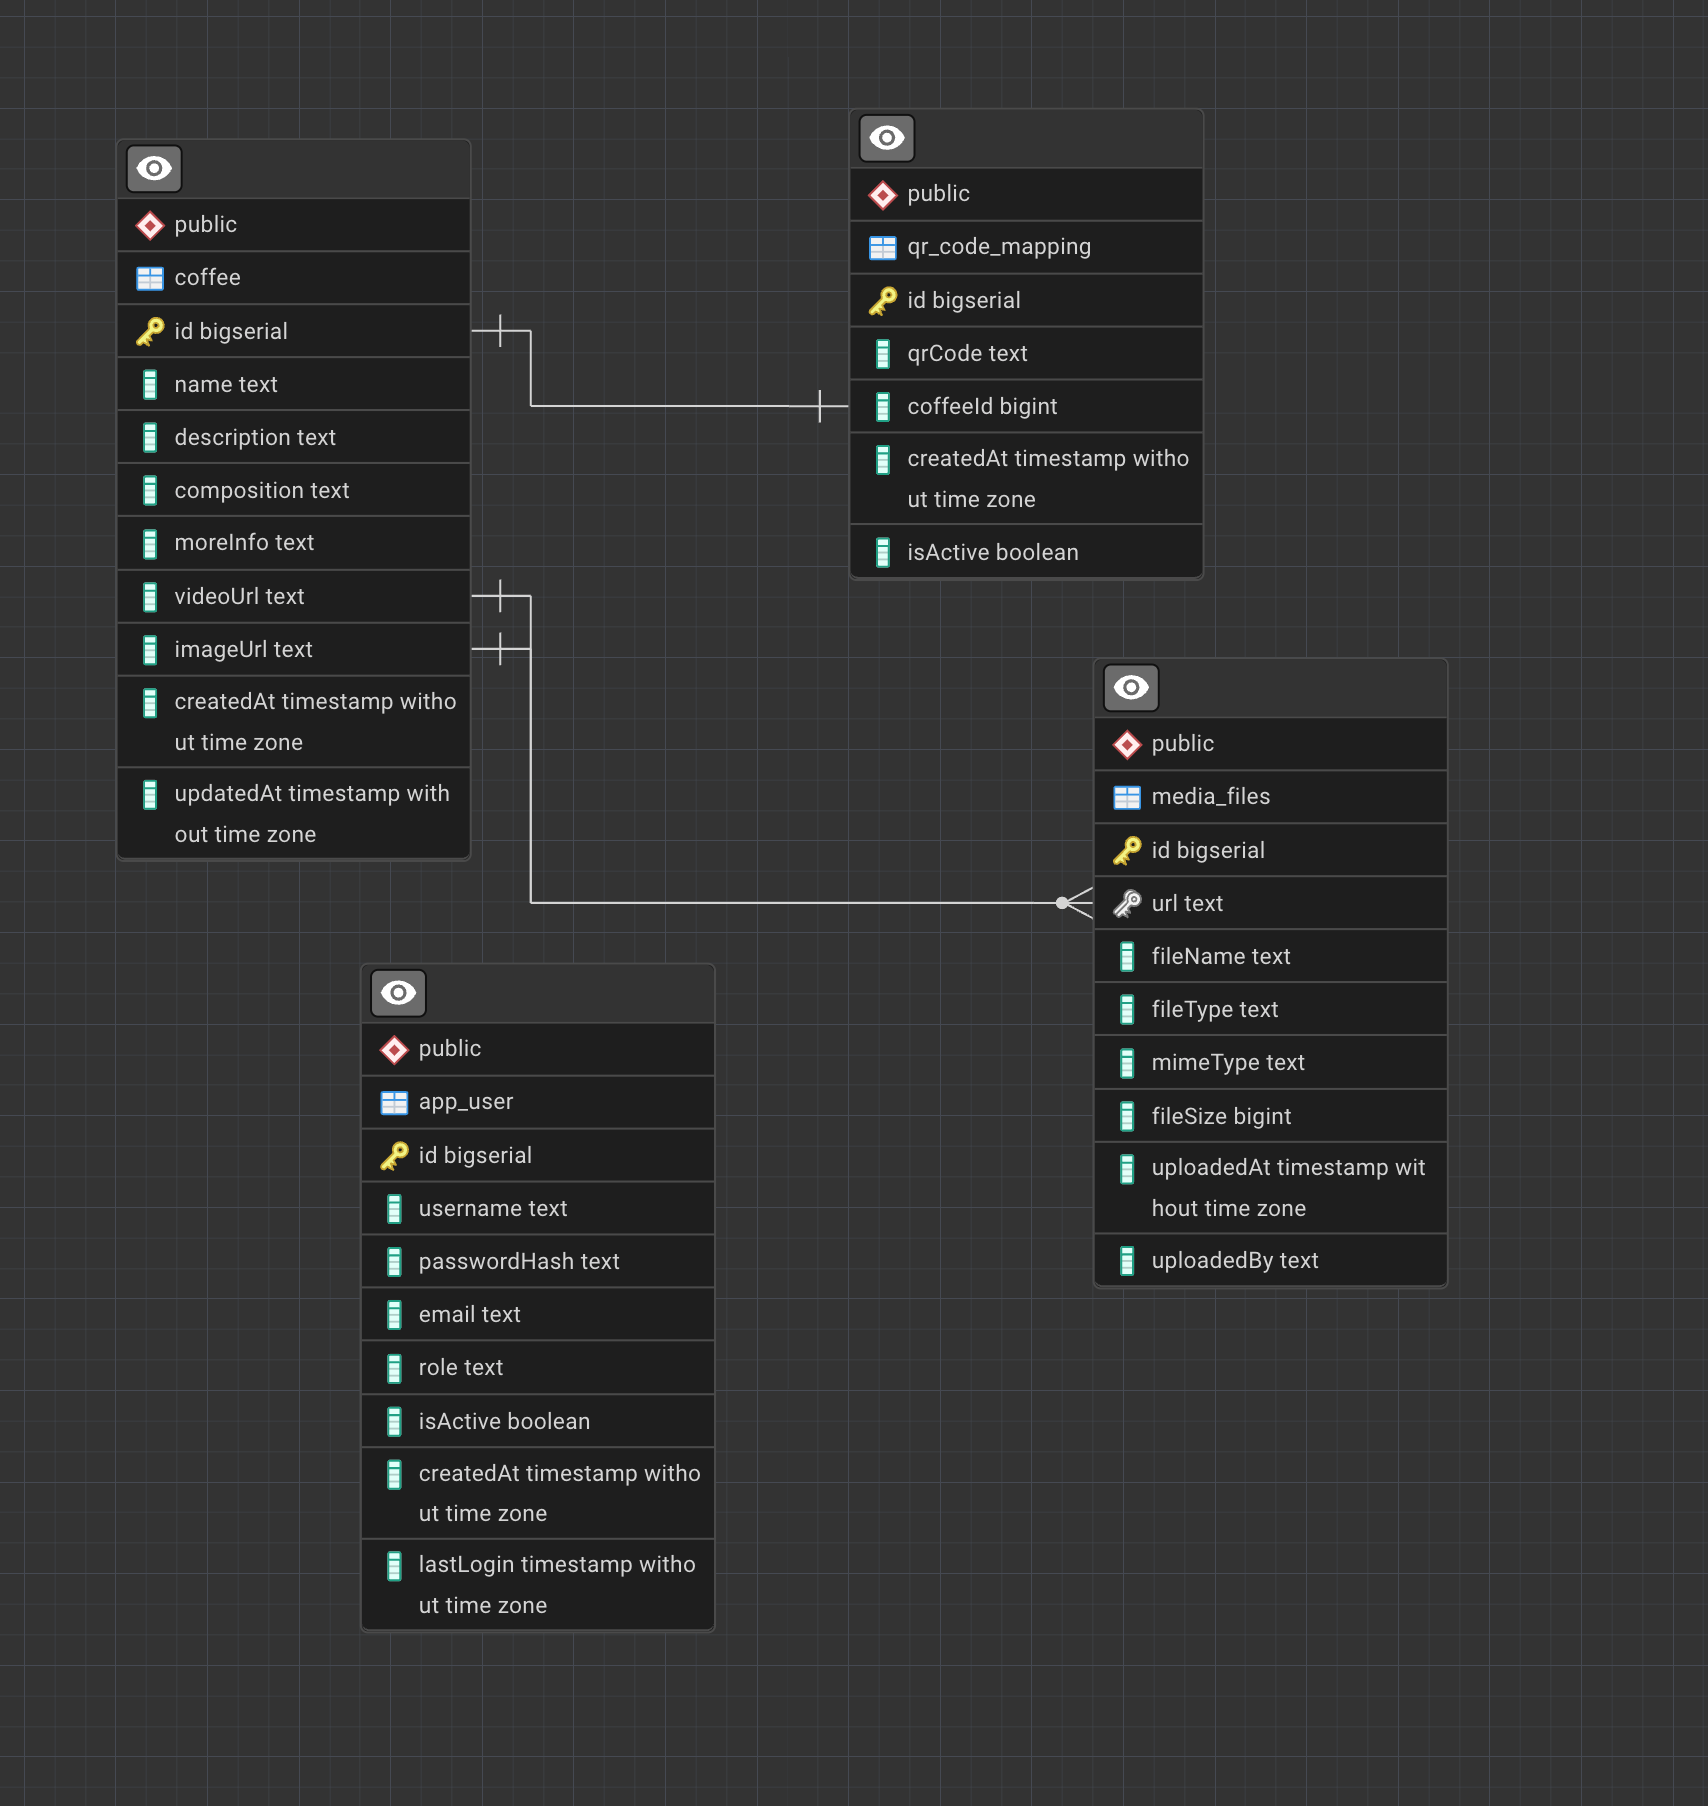 public
coffee
id bigserial
name text
description text
composition text
moreInfo text
videoUrl text
imageUrl text
createdAt timestamp witho
ut time zone
updatedAt timestamp with
out time zone
public
qr_code_mapping
id bigserial
qrCode text
coffeeId bigint
createdAt timestamp witho
ut time zone
isActive boolean
public
media_files
id bigserial
url text
fileName text
fileType text
mimeType text
fileSize bigint
uploadedAt timestamp wit
hout time zone
uploadedBy text
public
app_user
id bigserial
username text
passwordHash text
email text
role text
isActive boolean
createdAt timestamp witho
ut time zone
lastLogin timestamp witho
ut time zone